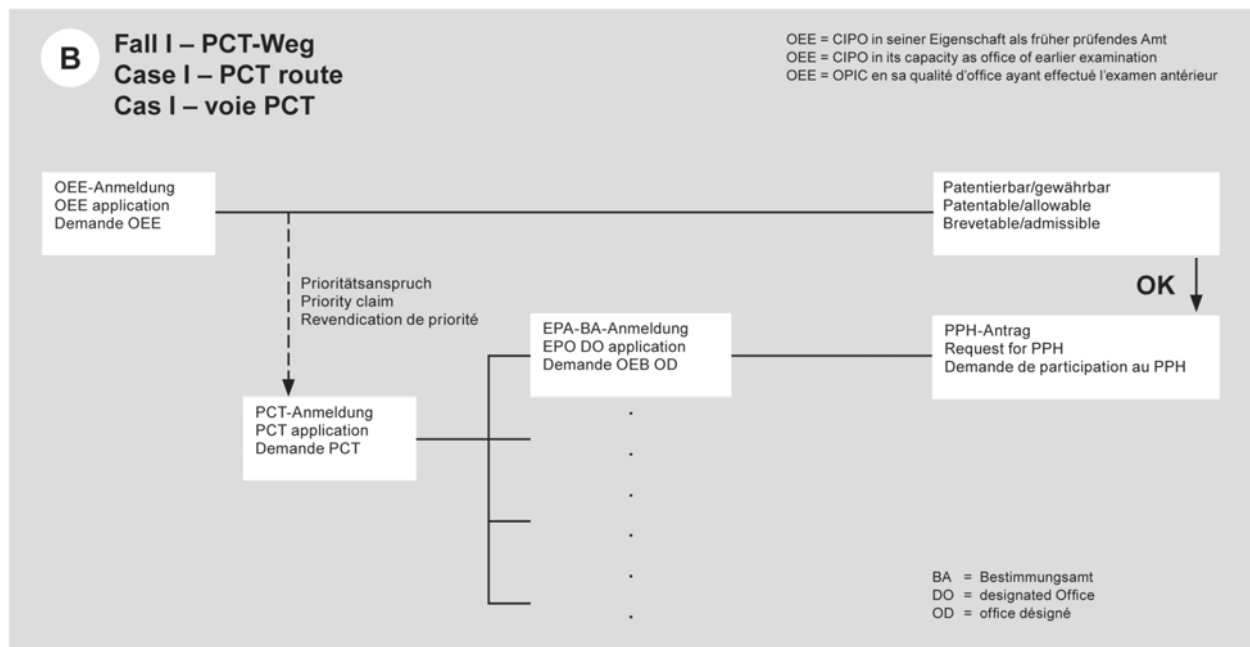 B
Fall I – PCT-Weg
Case I – PCT route
Cas I – voie PCT
OEE = CIPO in seiner Eigenschaft als früher prüfendes Amt
OEE = CIPO in its capacity as office of earlier examination
OEE = OPIC en sa qualité d'office ayant effectué l'examen antérieur
OEE-Anmeldung
OEE application
Demande OEE
Patentierbar/gewährbar
Patentable/allowable
Brevetable/admissible
Prioritätsanspruch
Priority claim
Revendication de priorité
OK
EPA-BA-Anmeldung
EPO DO application
Demande OEB OD
PPH-Antrag
Request for PPH
Demande de participation au PPH
PCT-Anmeldung
PCT application
Demande PCT
BA = Bestimmungsamt
DO = designated Office
OD = office désigné